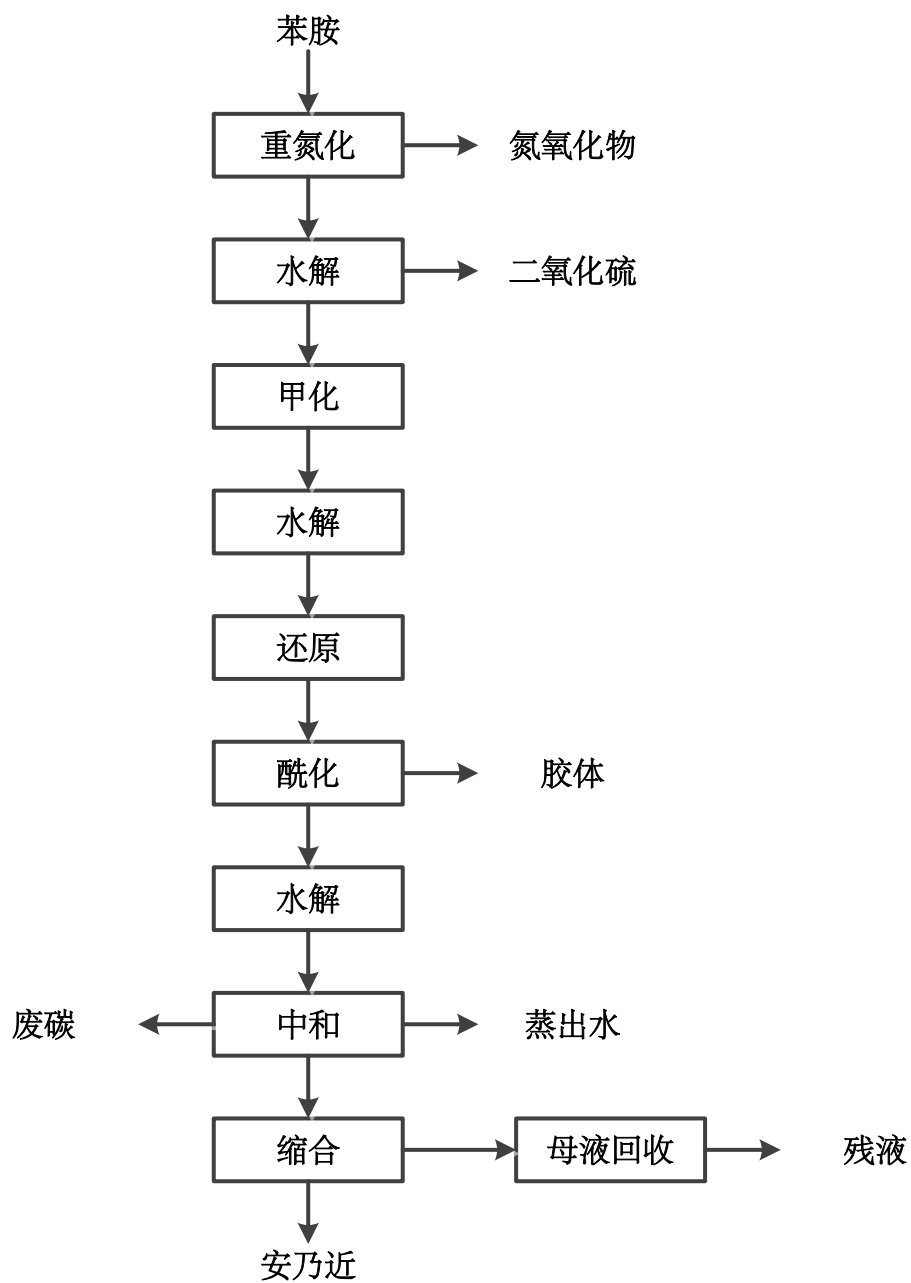 苯胺
重氮化
氮氧化物
水解
二氧化硫
甲化
水解
还原
酰化
胶体
水解
废碳
中和
蒸出水
缩合
母液回收
残液
安乃近